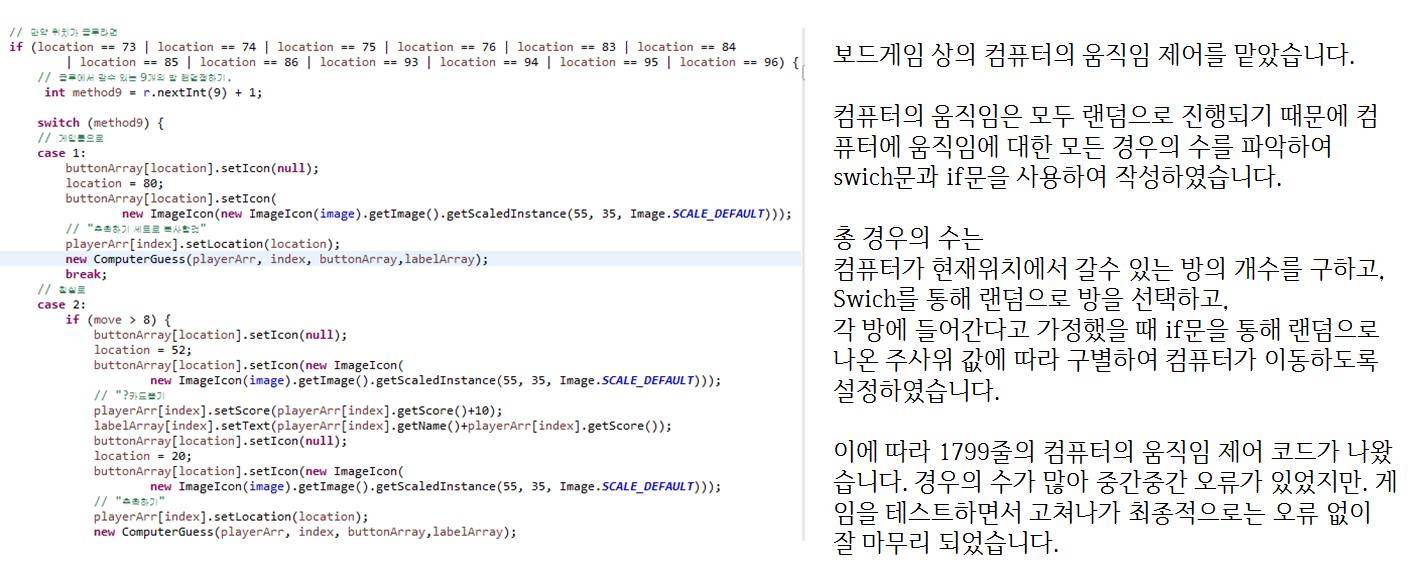 // 만약 위치가 클루라면
if (location == 73 | location == 74 | location == 75 | location == 76 | location == 83 | location == 84
| location == 85 | location == 86 | location == 93 | location == 94 | location == 95 | location == 96) {
// 클루에서 갈수 있는 9개의 방 랜덤정하기.
int method9 = r.nextInt(9) + 1;
switch (method9) {
// 게임룸으로
case 1:
buttonArray[location].setIcon(null);
location = 80;
buttonArray[location].setIcon(
new ImageIcon(new ImageIcon(image).getImage().getScaledInstance(55, 35, Image.SCALE_DEFAULT)));
// "추측하기 세트로 복사할것"
playerArr[index].setLocation(location);
new ComputerGuess(playerArr, index, buttonArray,labelArray);
break;
// 침실로
case 2:
if (move > 8) {
buttonArray[location].setIcon(null);
location = 52;
buttonArray[location].setIcon(new ImageIcon(
new ImageIcon(image).getImage().getScaledInstance(55, 35, Image.SCALE_DEFAULT)));
// "?카드뽑기
playerArr[index].setScore(playerArr[index].getScore()+10);
labelArray[index].setText(playerArr[index].getName()+playerArr[index].getScore());
buttonArray[location].setIcon(null);
location = 20;
buttonArray[location].setIcon(new ImageIcon(
new ImageIcon(image).getImage().getScaledInstance(55, 35, Image.SCALE_DEFAULT)));
// "추측하기"
playerArr[index].setLocation(location);
new ComputerGuess(playerArr, index, buttonArray,labelArray);
보드게임 상의 컴퓨터의 움직임 제어를 맡았습니다.
컴퓨터의 움직임은 모두 랜덤으로 진행되기 때문에 컴
퓨터에 움직임에 대한 모든 경우의 수를 파악하여
swich문과 if문을 사용하여 작성하였습니다.
총 경우의 수는
컴퓨터가 현재위치에서 갈수 있는 방의 개수를 구하고,
Swich를 통해 랜덤으로 방을 선택하고,
각 방에 들어간다고 가정했을 때 if문을 통해 랜덤으로
나온 주사위 값에 따라 구별하여 컴퓨터가 이동하도록
설정하였습니다.
이에 따라 1799줄의 컴퓨터의 움직임 제어 코드가 나왔
습니다. 경우의 수가 많아 중간중간 오류가 있었지만. 게
임을 테스트하면서 고쳐나가 최종적으로는 오류 없이
잘 마무리 되었습니다.